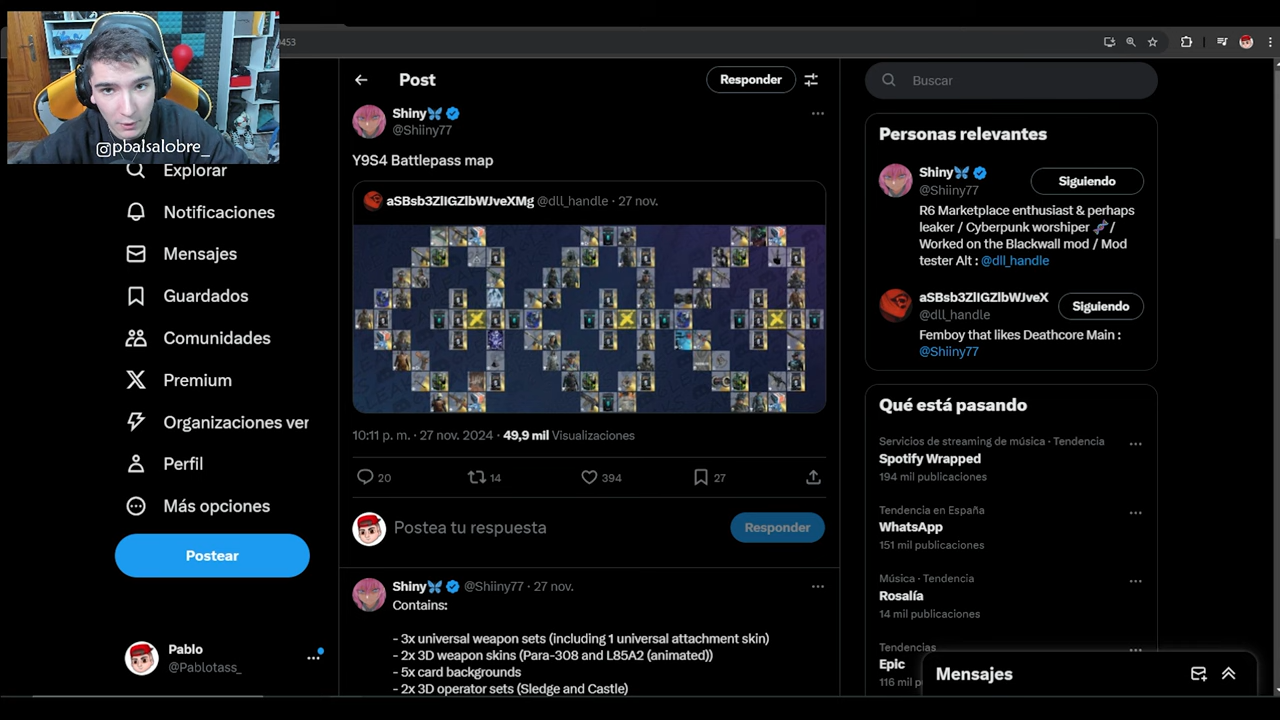 pbalsalobre_
0453
Explorar
Notificaciones
Mensajes
Guardados
Comunidades
Premium
Organizaciones ver
Perfil
Más opciones
Postear
Pablo
@Pablotass_
Post
Responder
Shiny
@Shiiny77
Y9S4 Battlepass map
@dll_handle · 27 nov.
10:11 p. m. · 27 nov. 2024 · 49,9 mil Visualizaciones
20
14
394
27
Postea tu respuesta
Responder
Shiny @Shiiny77 · 27 nov.
Contains:
- 3x universal weapon sets (including 1 universal attachment skin)
- 2x 3D weapon skins (Para-308 and L85A2 (animated))
- 5x card backgrounds
- 2x 3D operator sets (Sledge and Castle)
Buscar
Personas relevantes
Shiny
@Shiiny77
Siguiendo
R6 Marketplace enthusiast & perhaps
leaker / Cyberpunk worshiper /
Worked on the Blackwall mod / Mod
tester Alt : @dll_handle
@dll_handle
Siguiendo
Femboy that likes Deathcore Main :
@Shiiny77
Qué está pasando
Servicios de streaming de música · Tendencia
Spotify Wrapped
194 mil publicaciones
Tendencia en España
WhatsApp
151 mil publicaciones
Música · Tendencia
Rosalía
14 mil publicaciones
Tendencias
Epic
116 mil
Mensajes